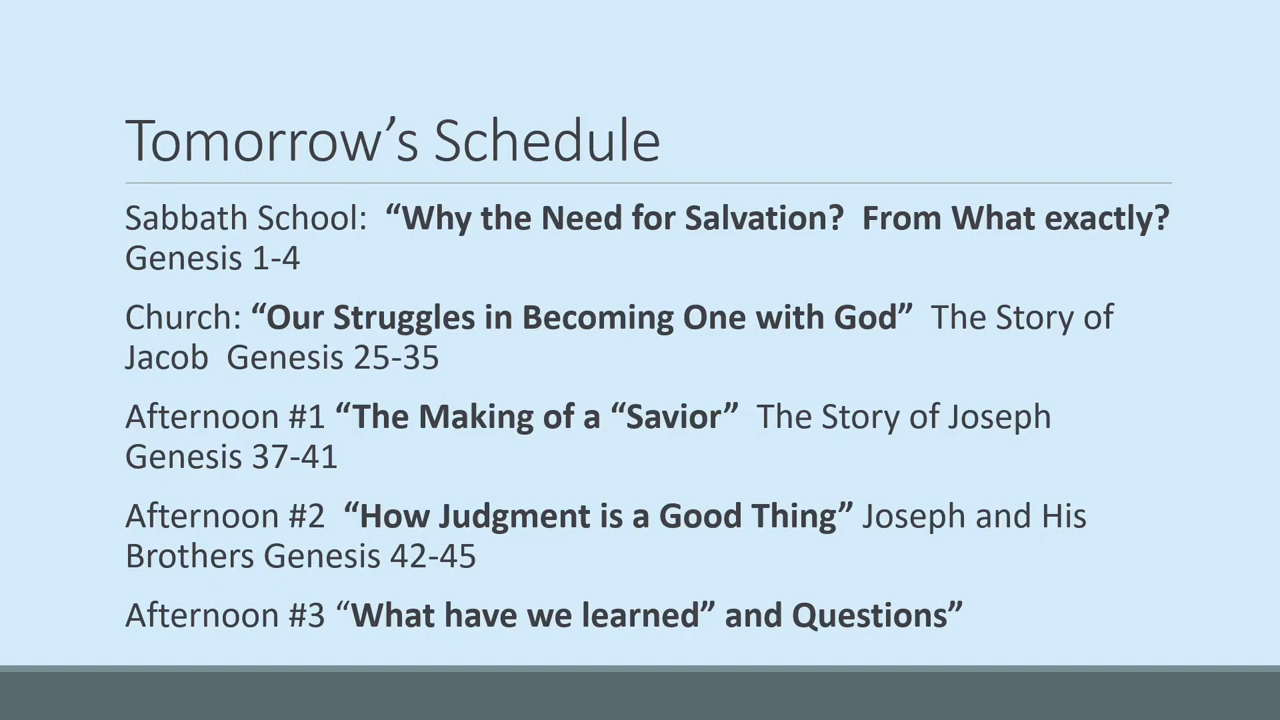 Tomorrow’s Schedule
Sabbath School:  “Why the Need for Salvation?  From What exactly?
Genesis 1-4
Church: “Our Struggles in Becoming One with God”  The Story of
Jacob  Genesis 25-35
Afternoon #1 “The Making of a “Savior”  The Story of Joseph
Genesis 37-41
Afternoon #2  “How Judgment is a Good Thing” Joseph and His
Brothers Genesis 42-45
Afternoon #3 “What have we learned” and Questions”